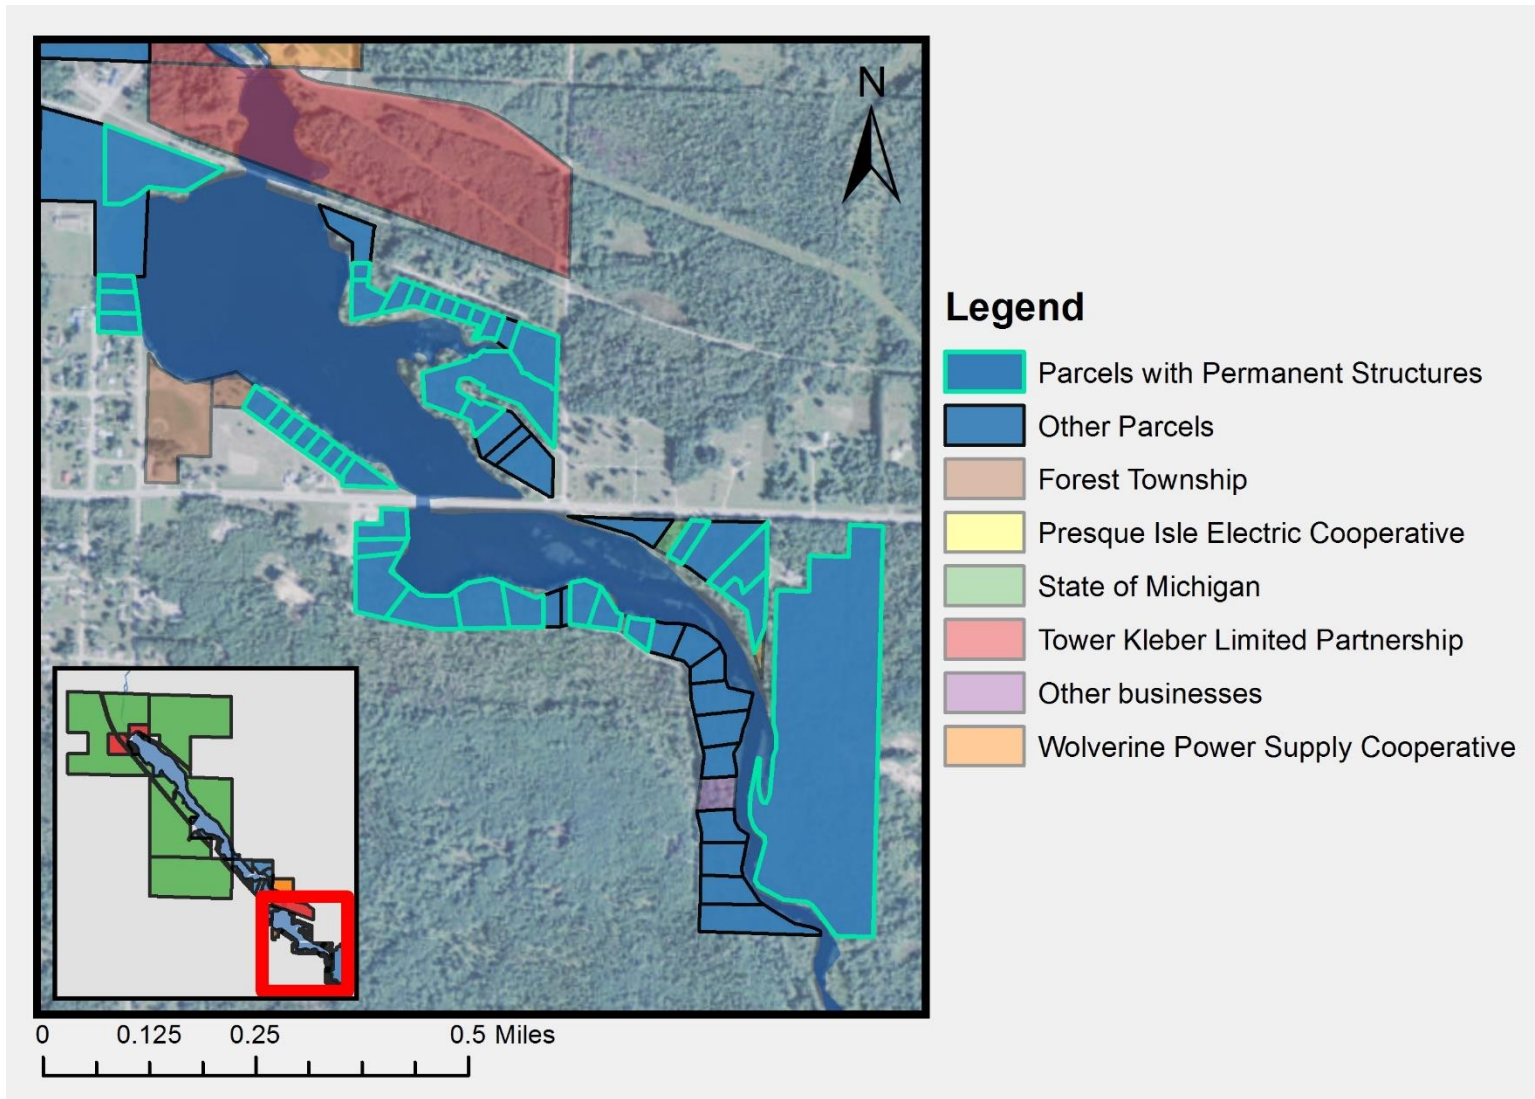 N
Legend
Parcels with Permanent Structures
Other Parcels
Forest Township
Presque Isle Electric Cooperative
State of Michigan
Tower Kleber Limited Partnership
Other businesses
Wolverine Power Supply Cooperative
0 0.125 0.25 0.5 Miles